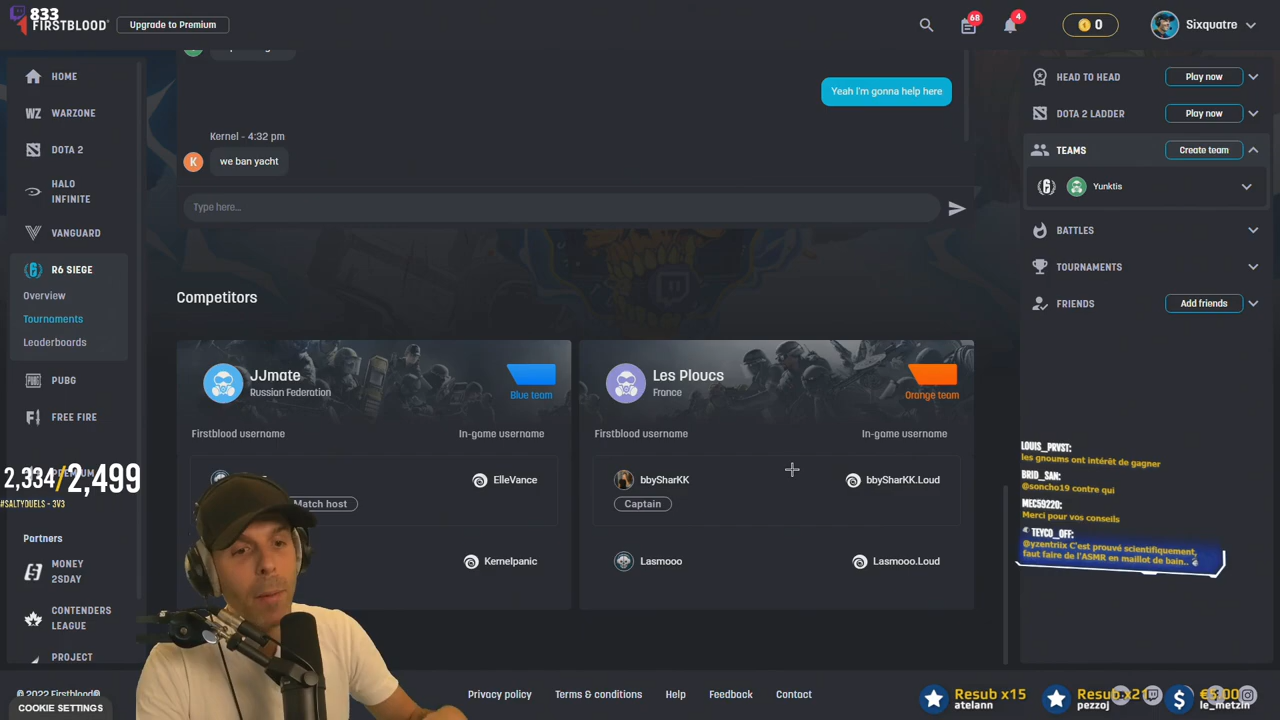 833
FIRSTBLOOD
Upgrade to Premium
68
4
0
Sixquatre
HOME
WARZONE
DOTA 2
HALO
INFINITE
VANGUARD
R6 SIEGE
Overview
Tournaments
Leaderboards
PUBG
FREE FIRE
2,334/2,499
#SALTYDUELS - 3V3
Partners
MONEY
2SDAY
CONTENDERS
LEAGUE
PROJECT
© 2022 Firstblood®
COOKIE SETTINGS
Yeah I'm gonna help here
Kernel - 4:32 pm
K
we ban yacht
Type here...
Competitors
JJmate
Russian Federation
Blue team
Firstblood username
In-game username
ElleVance
Match host
Kernelpanic
Les Ploucs
France
Orange team
Firstblood username
In-game username
bbySharKK
bbySharKK.Loud
Captain
Lasmooo
Lasmooo.Loud
HEAD TO HEAD
Play now
DOTA 2 LADDER
Play now
TEAMS
Create team
Yunktis
BATTLES
TOURNAMENTS
FRIENDS
Add friends
LOUIS_PRVST:
les gnoums ont intérêt de gagner
BRID_SAN:
@soncho19 contre qui
MEC59220:
Merci pour vos conseils
TEYCO_OFF:
@yzentriix C'est prouvé scientifiquement,
faut faire de l'ASMR en maillot de bain..
Privacy policy
Terms & conditions
Help
Feedback
Contact
Resub x15
atelann
Resub x21
pezzoj
€5.00
le_metzin